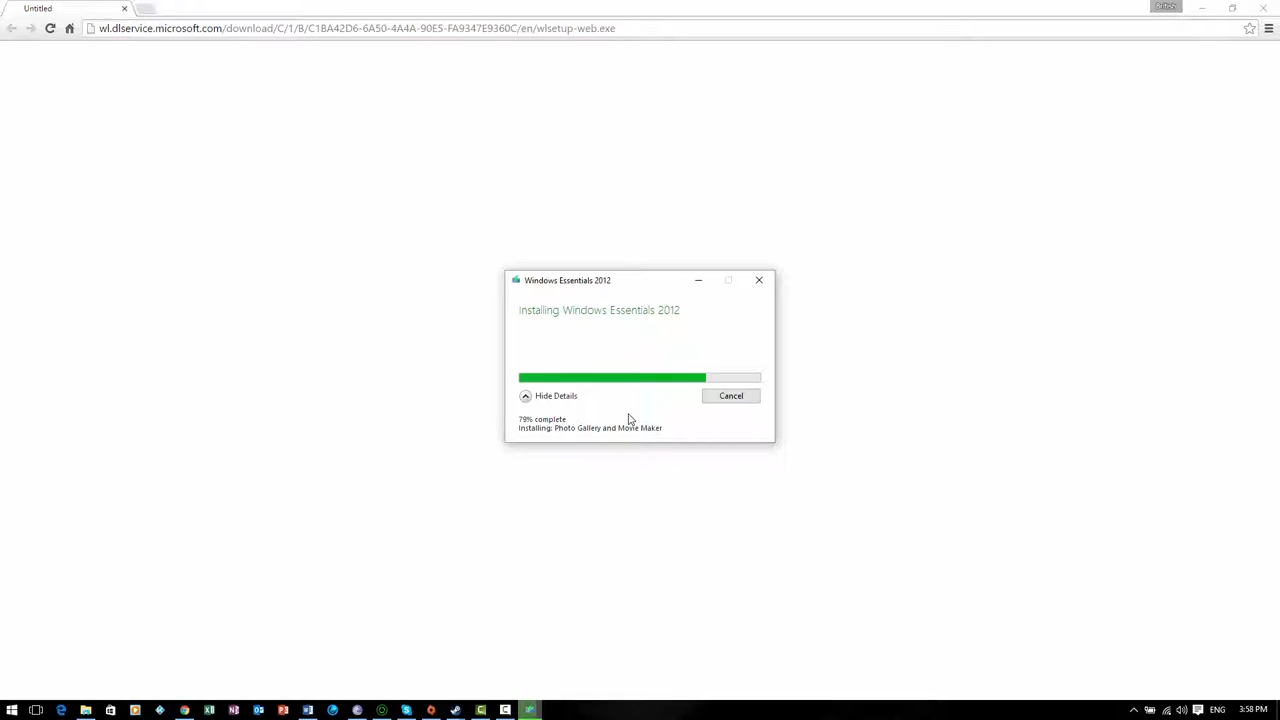 Untitled
British
wl.dlservice.microsoft.com/download/C/1/B/C1BA42D6-6A50-4A4A-90E5-FA9347E9360C/en/wlsetup-web.exe
Windows Essentials 2012
Installing Windows Essentials 2012
Hide Details
Cancel
79% complete
Installing: Photo Gallery and Movie Maker
ENG
3:58 PM